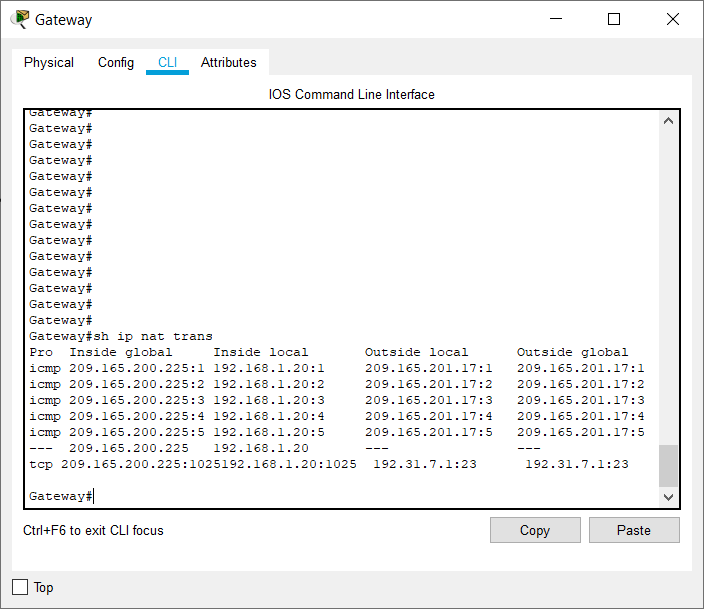 Gateway
Physical Config CLI Attributes
IOS Command Line Interface
Gateway#
Gateway#
Gateway#
Gateway#
Gateway#
Gateway#
Gateway#
Gateway#
Gateway#
Gateway#
Gateway#
Gateway#
Gateway#
Gateway#
Gateway#sh ip nat trans
Pro  Inside global     Inside local       Outside local      Outside global
icmp 209.165.200.225:1 192.168.1.20:1     209.165.201.17:1   209.165.201.17:1
icmp 209.165.200.225:2 192.168.1.20:2     209.165.201.17:2   209.165.201.17:2
icmp 209.165.200.225:3 192.168.1.20:3     209.165.201.17:3   209.165.201.17:3
icmp 209.165.200.225:4 192.168.1.20:4     209.165.201.17:4   209.165.201.17:4
icmp 209.165.200.225:5 192.168.1.20:5     209.165.201.17:5   209.165.201.17:5
---  209.165.200.225   192.168.1.20       ---                ---
tcp 209.165.200.225:1025192.168.1.20:1025  192.31.7.1:23      192.31.7.1:23
Gateway#
Ctrl+F6 to exit CLI focus
Copy Paste
Top